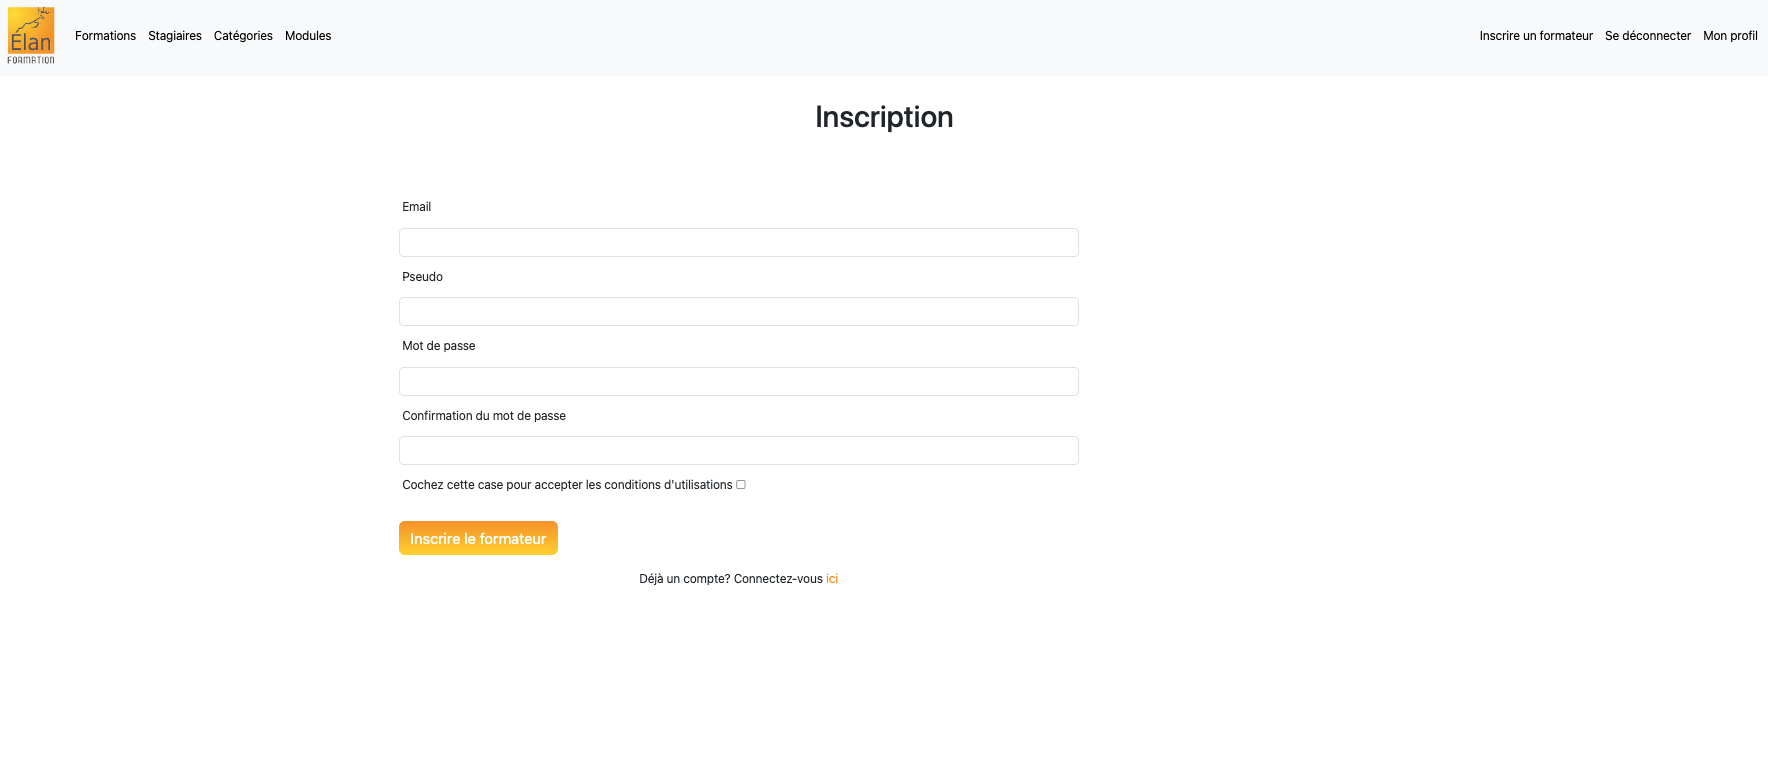 Élan
FORMATION
Formations Stagiaires Catégories Modules Inscrire un formateur Se déconnecter Mon profil
Inscription
Email
Pseudo
Mot de passe
Confirmation du mot de passe
Cochez cette case pour accepter les conditions d'utilisations
Inscrire le formateur
Déjà un compte? Connectez-vous ici